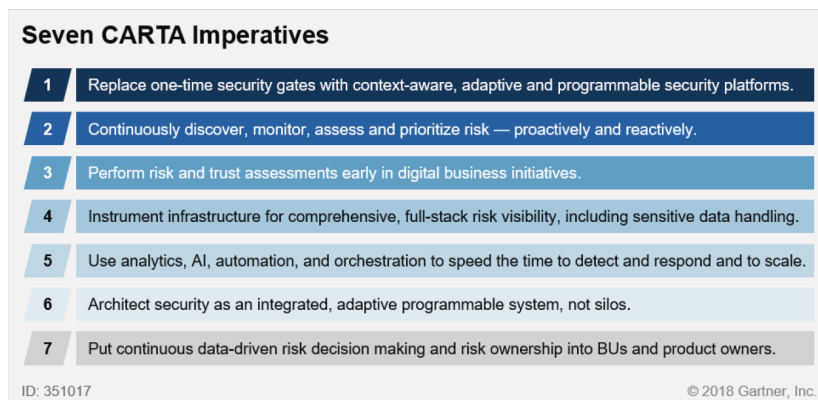 Seven CARTA Imperatives
1 Replace one-time security gates with context-aware, adaptive and programmable security platforms.
2 Continuously discover, monitor, assess and prioritize risk — proactively and reactively.
3 Perform risk and trust assessments early in digital business initiatives.
4 Instrument infrastructure for comprehensive, full-stack risk visibility, including sensitive data handling.
5 Use analytics, AI, automation, and orchestration to speed the time to detect and respond and to scale.
6 Architect security as an integrated, adaptive programmable system, not silos.
7 Put continuous data-driven risk decision making and risk ownership into BUs and product owners.
ID: 351017 © 2018 Gartner, Inc.